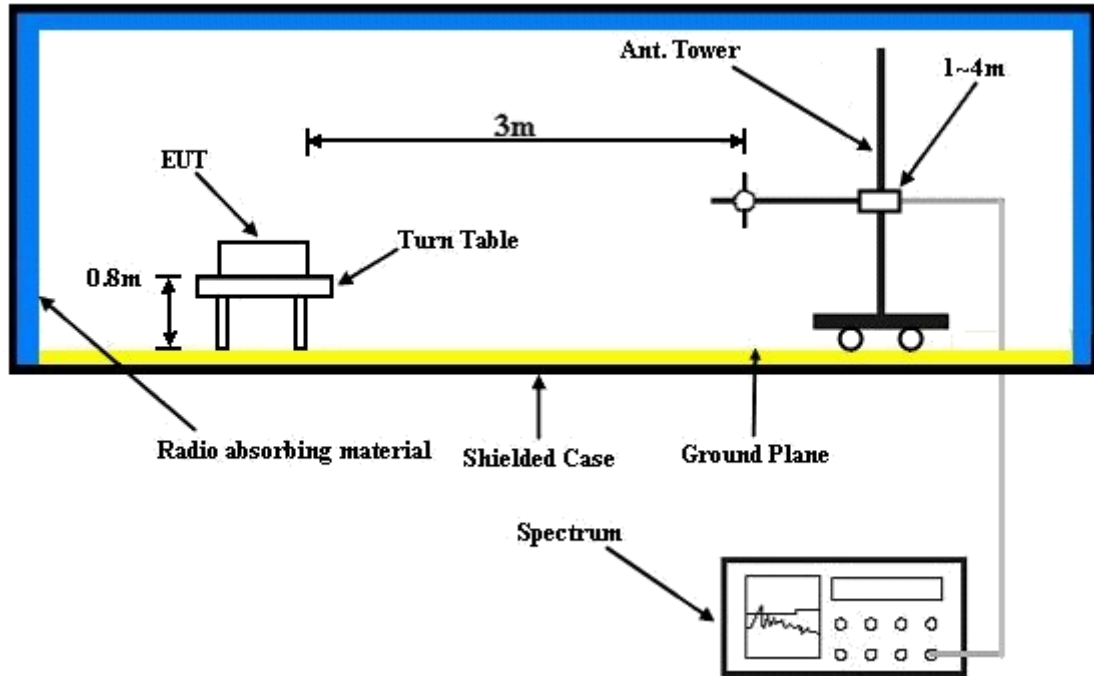 Ant. Tower
1~4m
3m
EUT
Turn Table
0.8m
Radio absorbing material
Shielded Case
Ground Plane
Spectrum